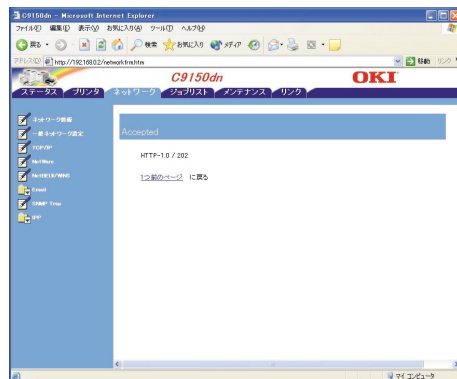 C9150dn - Microsoft Internet Explorer
ファイル(F) 編集(E) 表示(V) お気に入り(A) ツール(T) ヘルプ(H)
戻る 検索 お気に入り メディア
アドレス(D) http://192.168.0.2/networkfrm.htm 移動 リンク
C9150dn OKI
ステータス プリンタ ネットワーク ジョブリスト メンテナンス リンク
ネットワーク情報
一般ネットワーク設定
TCP/IP
NetWare
NetBEUI/WINS
Email
SNMP Trap
IPP
Accepted
HTTP-1.0 / 202
1つ前のページ に戻る
マイ コンピュータ